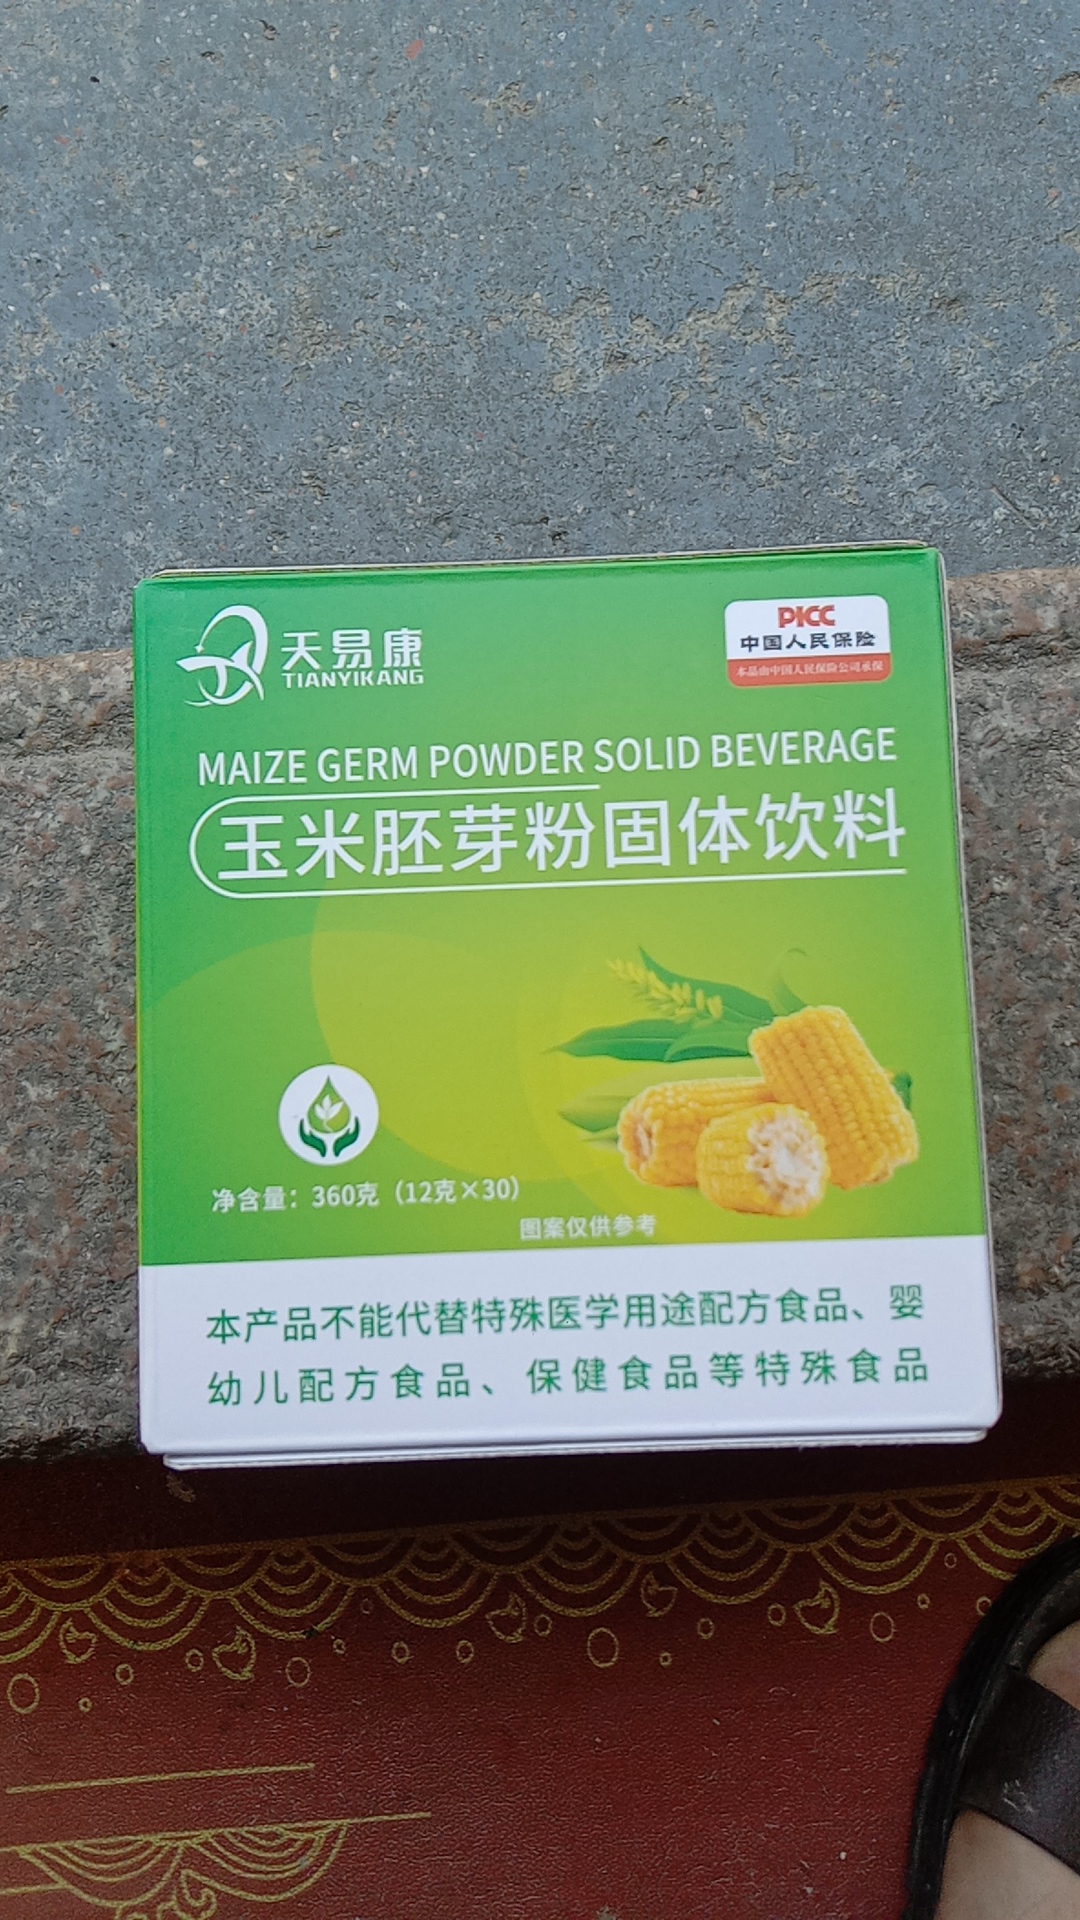 天易康
TIANYIKANG
PICC
中国人民保险
本品由中国人民保险公司承保
MAIZE GERM POWDER SOLID BEVERAGE
玉米胚芽粉固体饮料
净含量：360克（12克×30）
图案仅供参考
本产品不能代替特殊医学用途配方食品、婴
幼儿配方食品、保健食品等特殊食品